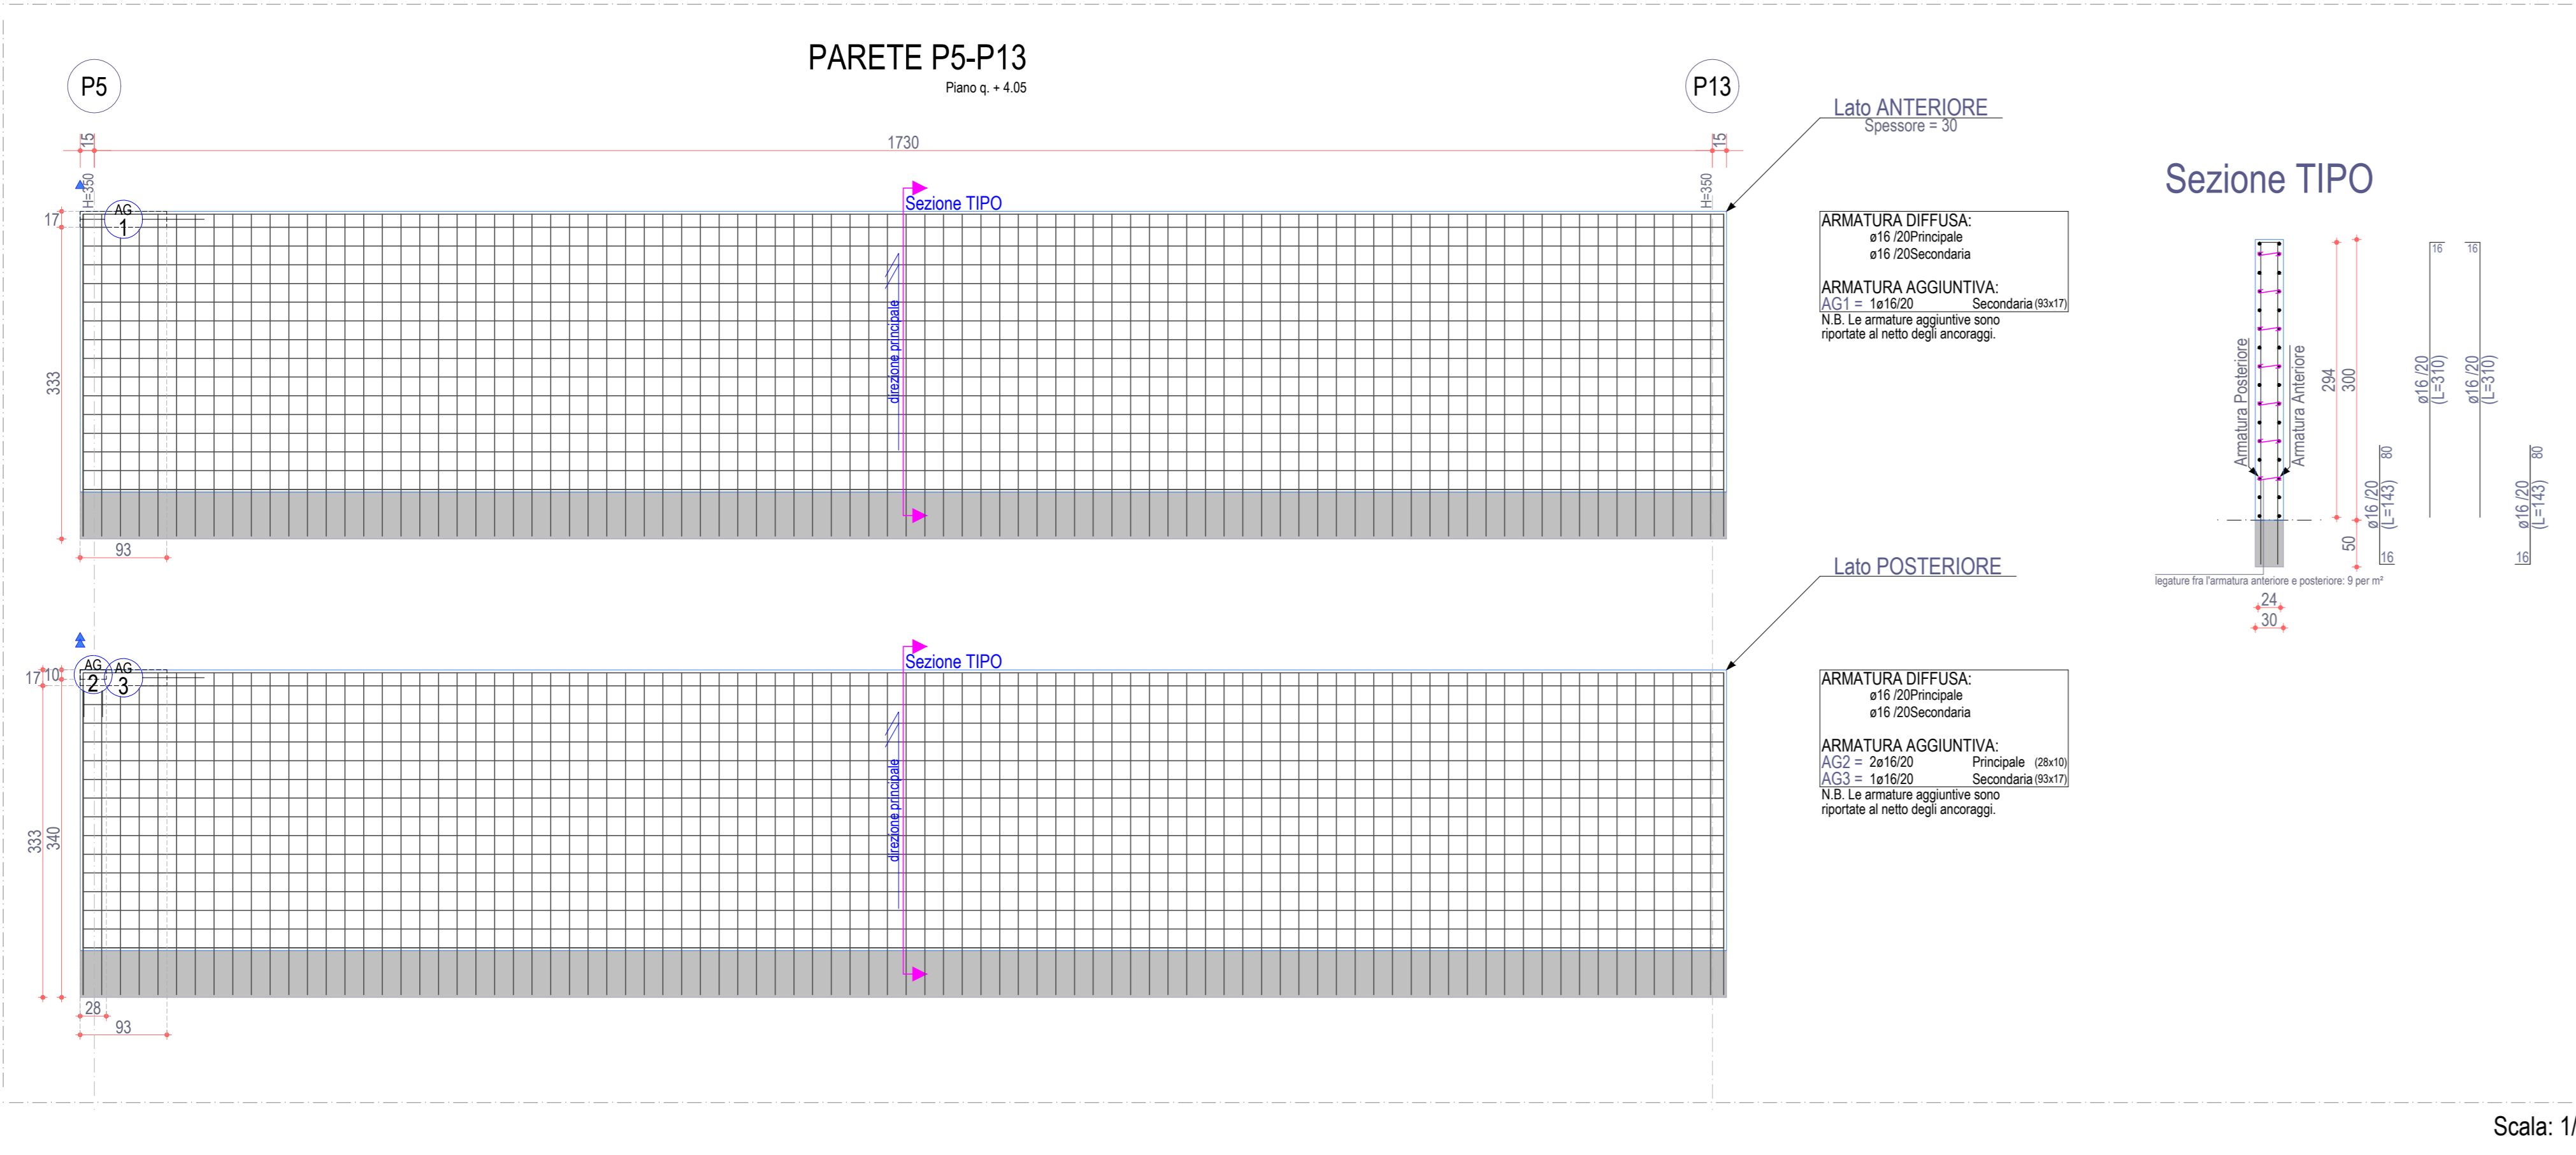 PARETE P5-P13
Piano q. + 4.05
P5
P13
15
1730
15
H=350
H=350
Lato ANTERIORE
Spessore = 30
Sezione TIPO
AG
1
17
333
93
Sezione TIPO
direzione principale
ARMATURA DIFFUSA:
ø16 /20Principale
ø16 /20Secondaria
ARMATURA AGGIUNTIVA:
AG1 = 1ø16/20 Secondaria (93x17)
N.B. Le armature aggiuntive sono
riportate al netto degli ancoraggi.
Armatura Posteriore
Armatura Anteriore
294
300
50
ø16 /20
(L=143)
80
16
ø16 /20
(L=310)
16
ø16 /20
(L=310)
16
ø16 /20
(L=143)
80
16
legature fra l'armatura anteriore e posteriore: 9 per m²
24
30
Lato POSTERIORE
AG
2
AG
3
17
10
333
340
28
93
Sezione TIPO
direzione principale
ARMATURA DIFFUSA:
ø16 /20Principale
ø16 /20Secondaria
ARMATURA AGGIUNTIVA:
AG2 = 2ø16/20 Principale (28x10)
AG3 = 1ø16/20 Secondaria (93x17)
N.B. Le armature aggiuntive sono
riportate al netto degli ancoraggi.
Scala: 1/